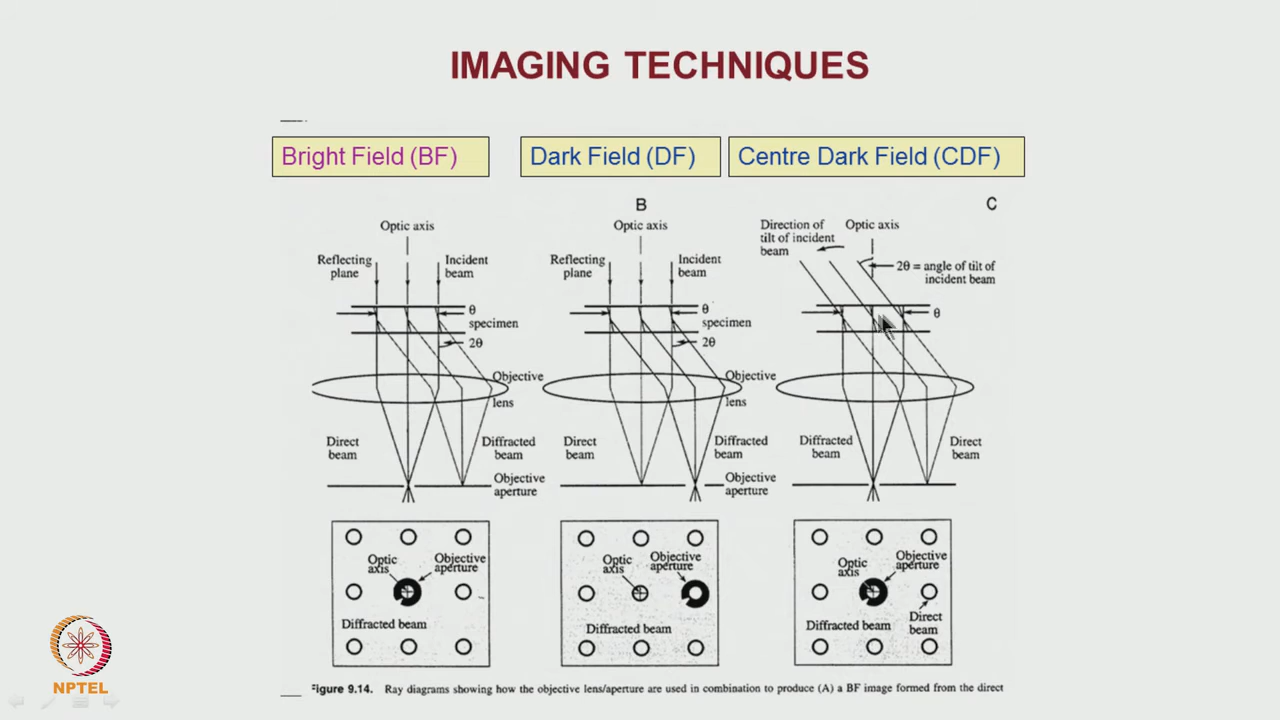 IMAGING TECHNIQUES
Bright Field (BF)
Dark Field (DF)
Centre Dark Field (CDF)
Optic axis
Reflecting
plane
Incident
beam
θ
specimen
2θ
Objective
lens
Direct
beam
Diffracted
beam
Objective
aperture
Optic
axis
Objective
aperture
Diffracted beam
B
Optic axis
Reflecting
plane
Incident
beam
θ
specimen
2θ
Objective
lens
Direct
beam
Diffracted
beam
Objective
aperture
Optic
axis
Objective
aperture
Diffracted beam
C
Direction of
tilt of incident
beam
Optic axis
2θ = angle of tilt of
incident beam
θ
Diffracted
beam
Direct
beam
Optic
axis
Objective
aperture
Diffracted beam
Direct
beam
Figure 9.14. Ray diagrams showing how the objective lens/aperture are used in combination to produce (A) a BF image formed from the direct
NPTEL